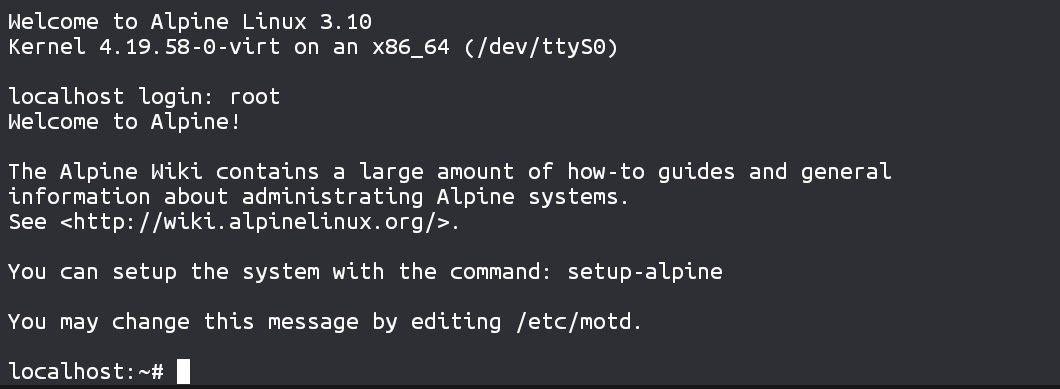 Welcome to Alpine Linux 3.10
Kernel 4.19.58-0-virt on an x86_64 (/dev/ttyS0)
localhost login: root
Welcome to Alpine!
The Alpine Wiki contains a large amount of how-to guides and general
information about administrating Alpine systems.
See <http://wiki.alpinelinux.org/>.
You can setup the system with the command: setup-alpine
You may change this message by editing /etc/motd.
localhost:~#